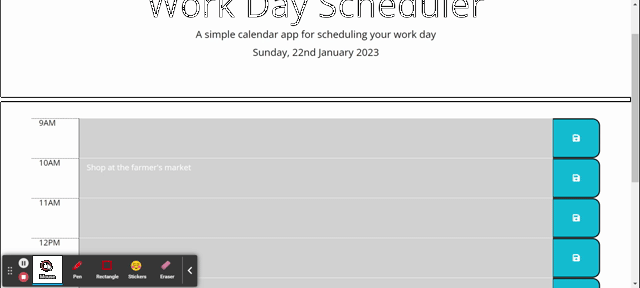 Work Day Scheduler
A simple calendar app for scheduling your work day
Sunday, 22nd January 2023
9AM
10AM
Shop at the farmer's market
11AM
12PM
Mouse
Pen
Rectangle
Stickers
Eraser